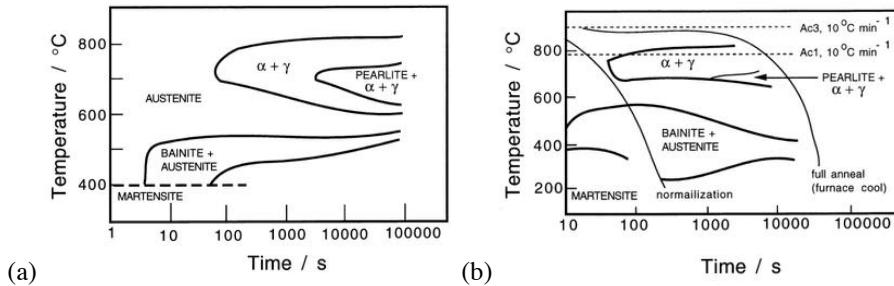 800
α + γ
PEARLITE +
α + γ
AUSTENITE
600
BAINITE +
AUSTENITE
400
MARTENSITE
1 10 100 1000 10000 100000
Time / s
Temperature / °C
(a)
Ac3, 10 °C min⁻¹
Ac1, 10 °C min⁻¹
800
α + γ
PEARLITE +
α + γ
600
BAINITE +
AUSTENITE
400
200
MARTENSITE
normailization
full anneal
(furnace cool)
10 100 1000 10000 100000
Time / s
Temperature / °C
(b)